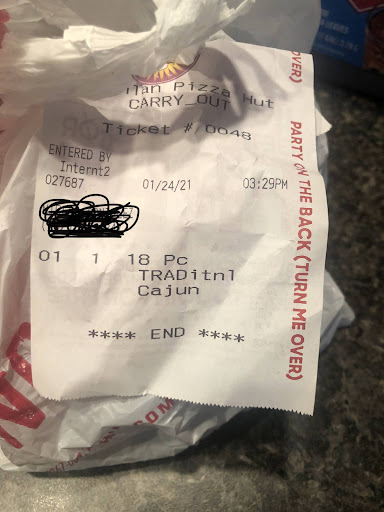 Pizza Hut
CARRY_OUT
Ticket #/0048
ENTERED BY
Internt2
027687 01/24/21 03:29PM
01 1 18 Pc
TRADitnl
Cajun
**** END ****
OVER)
PARTY ON THE BACK (TURN ME OVER)